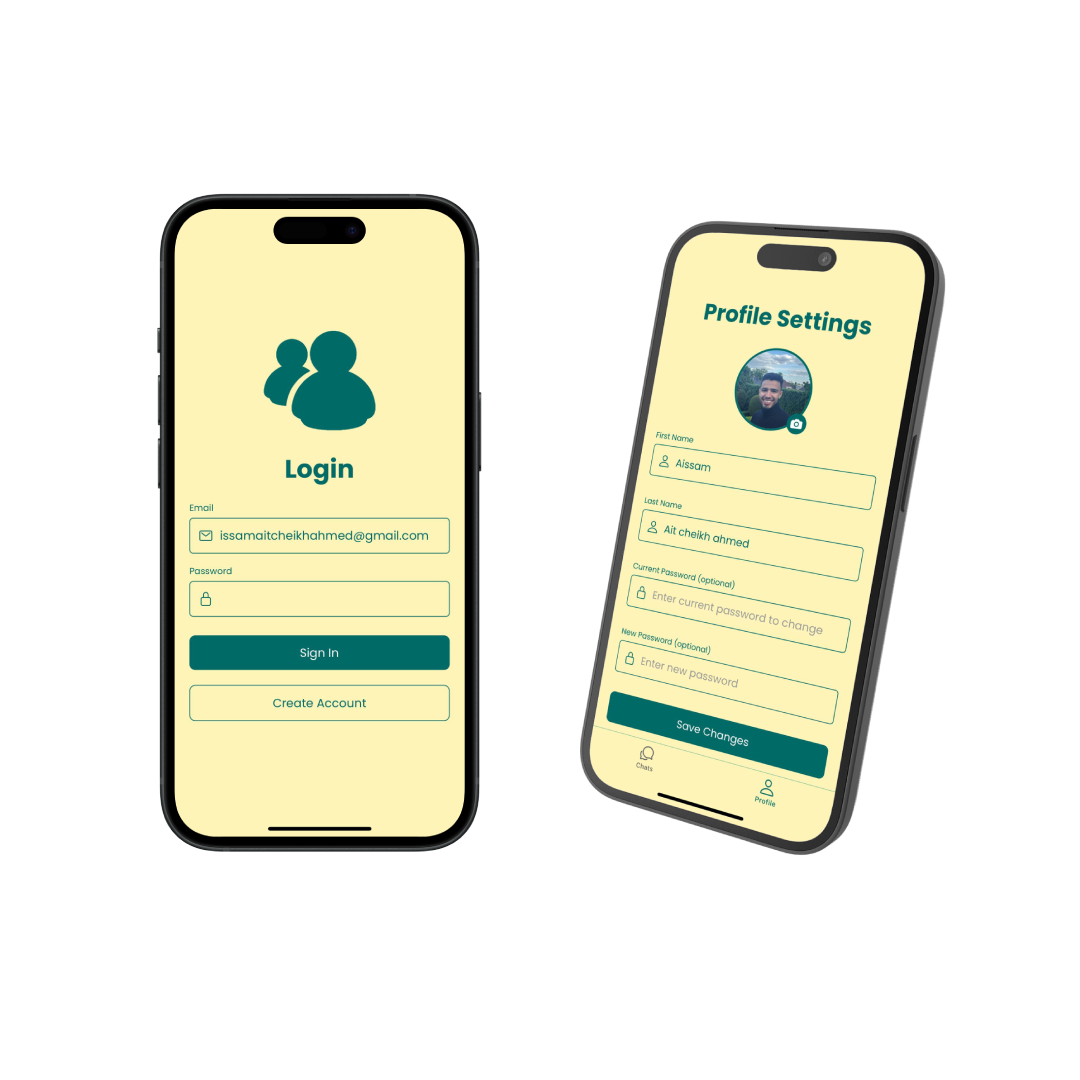 Login
Email
issamaitcheikhahmed@gmail.com
Password
Sign In
Create Account
Profile Settings
First Name
Aissam
Last Name
Ait cheikh ahmed
Current Password (optional)
Enter current password to change
New Password (optional)
Enter new password
Save Changes
Chats
Profile